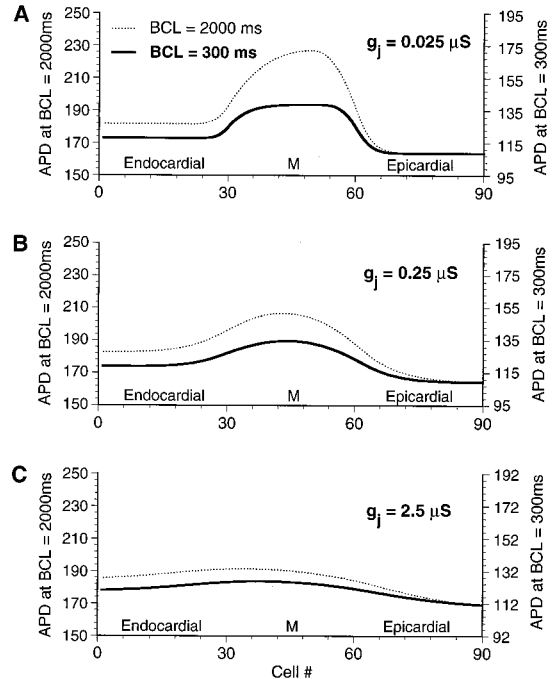 A
APD at BCL = 2000ms
250
230
210
190
170
150
BCL = 2000 ms
BCL = 300 ms
g_j = 0.025 µS
Endocardial M Epicardial
0 30 60 90
195
175
155
135
115
95
APD at BCL = 300ms
B
APD at BCL = 2000ms
250
230
210
190
170
150
g_j = 0.25 µS
Endocardial M Epicardial
0 30 60 90
195
175
155
135
115
95
APD at BCL = 300ms
C
APD at BCL = 2000ms
250
230
210
190
170
150
g_j = 2.5 µS
Endocardial M Epicardial
0 30 60 90
Cell #
192
172
152
132
112
92
APD at BCL = 300ms